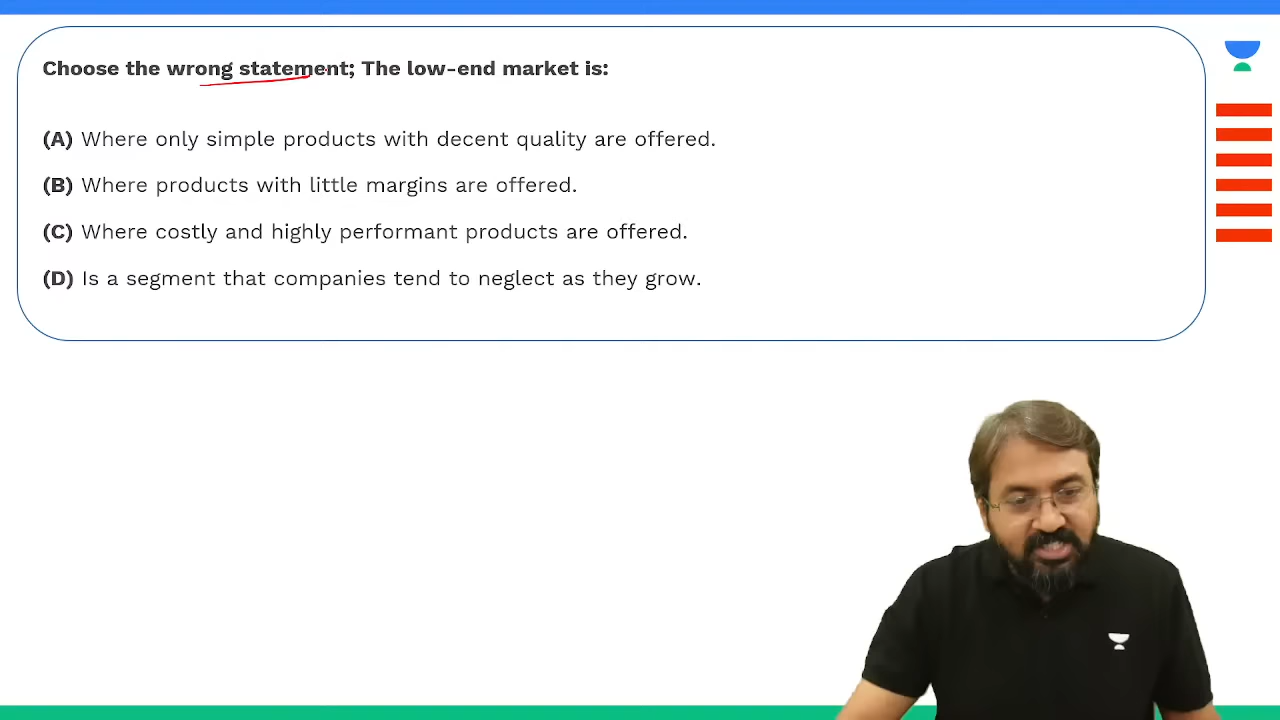 Choose the wrong statement; The low-end market is:
(A) Where only simple products with decent quality are offered.
(B) Where products with little margins are offered.
(C) Where costly and highly performant products are offered.
(D) Is a segment that companies tend to neglect as they grow.